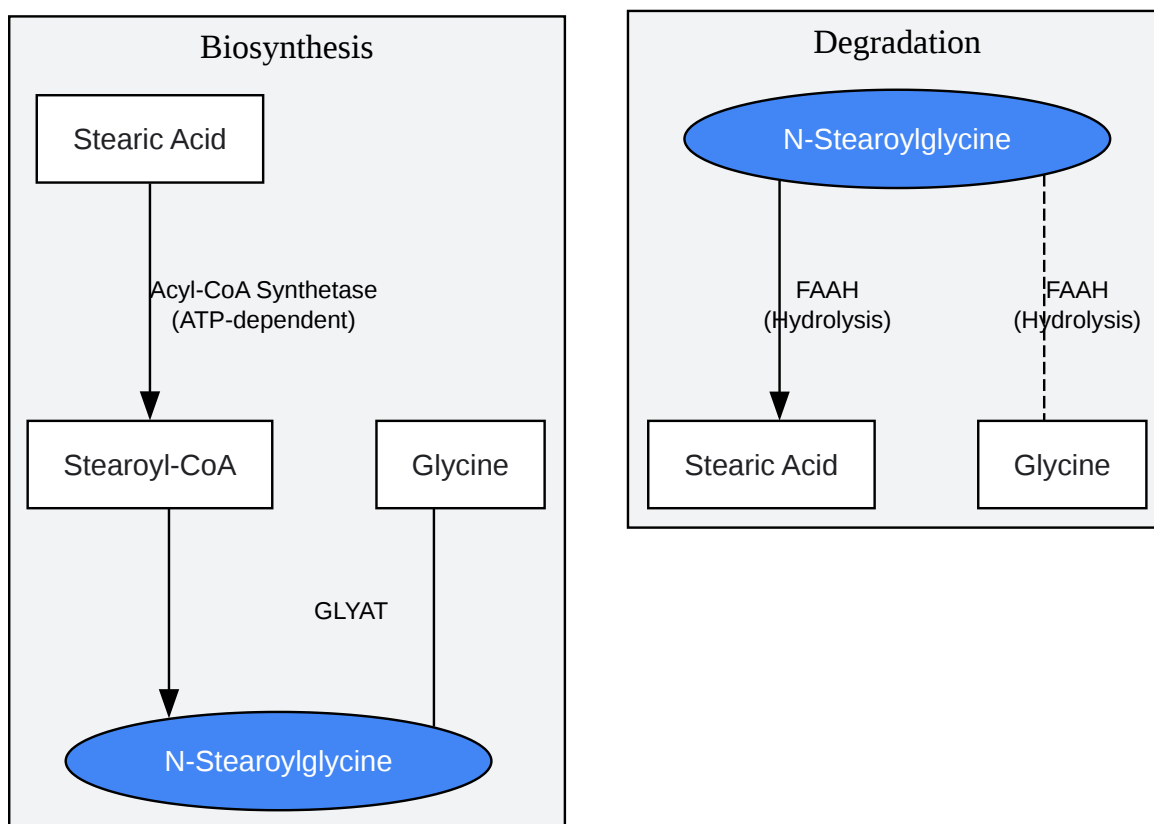 Biosynthesis
Stearic Acid
Acyl-CoA Synthetase
(ATP-dependent)
Stearoyl-CoA
Glycine
GLYAT
N-Stearoylglycine
Degradation
N-Stearoylglycine
FAAH
(Hydrolysis)
FAAH
(Hydrolysis)
Stearic Acid
Glycine